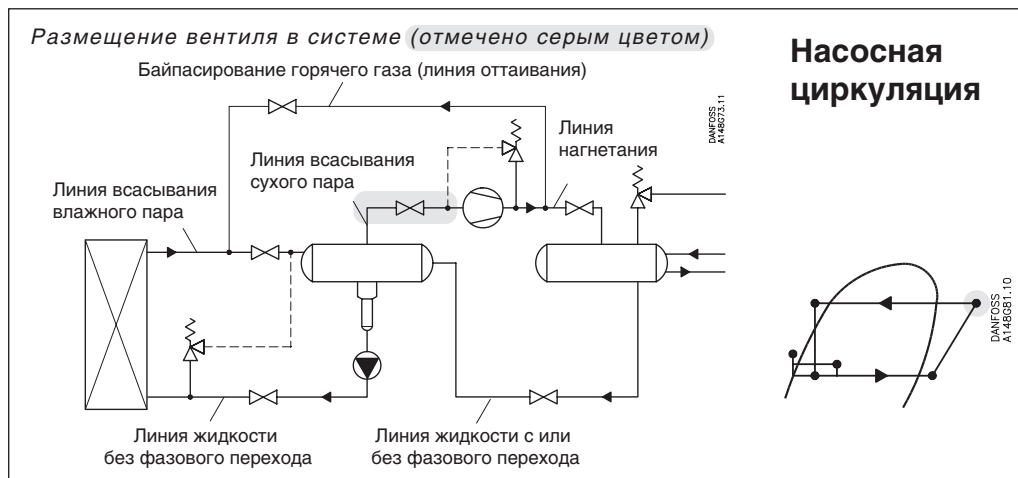 Размещение вентиля в системе (отмечено серым цветом)
Насосная
циркуляция
Байпасирование горячего газа (линия оттаивания)
DANFOSS
A148G73.11
Линия
нагнетания
Линия всасывания
сухого пара
Линия всасывания
влажного пара
DANFOSS
A148G81.10
Линия жидкости
без фазового перехода
Линия жидкости с или
без фазового перехода